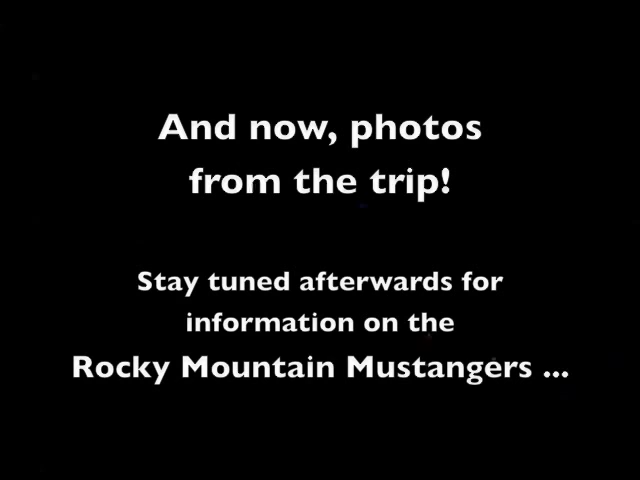 And now, photos
from the trip!
Stay tuned afterwards for
information on the
Rocky Mountain Mustangers ...